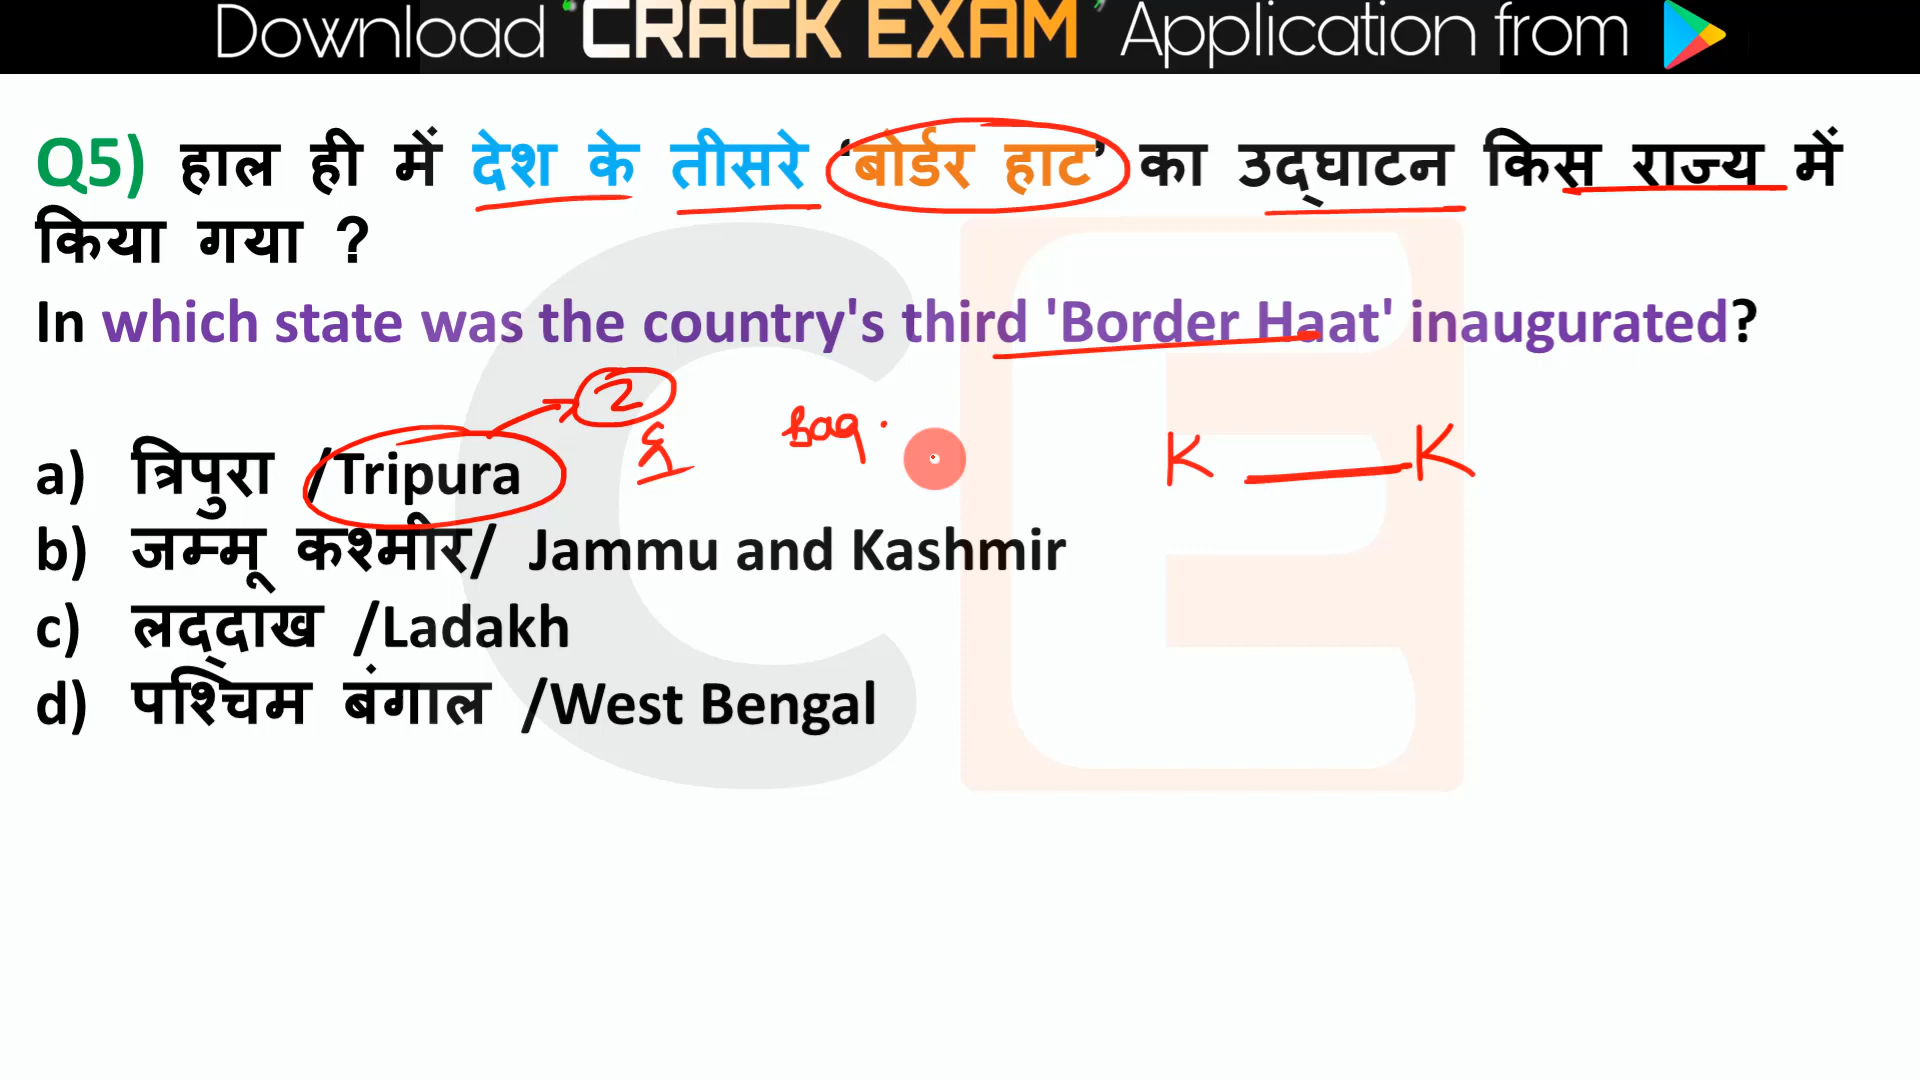 Download 'CRACK EXAM' Application from
Q5) हाल ही में देश के तीसरे 'बोर्डर हाट' का उद्घाटन किस राज्य में
किया गया ?
In which state was the country's third 'Border Haat' inaugurated?
2
a) त्रिपुरा /Tripura
K — K
b) जम्मू कश्मीर/ Jammu and Kashmir
c) लद्दाख /Ladakh
d) पश्चिम बंगाल /West Bengal
CE